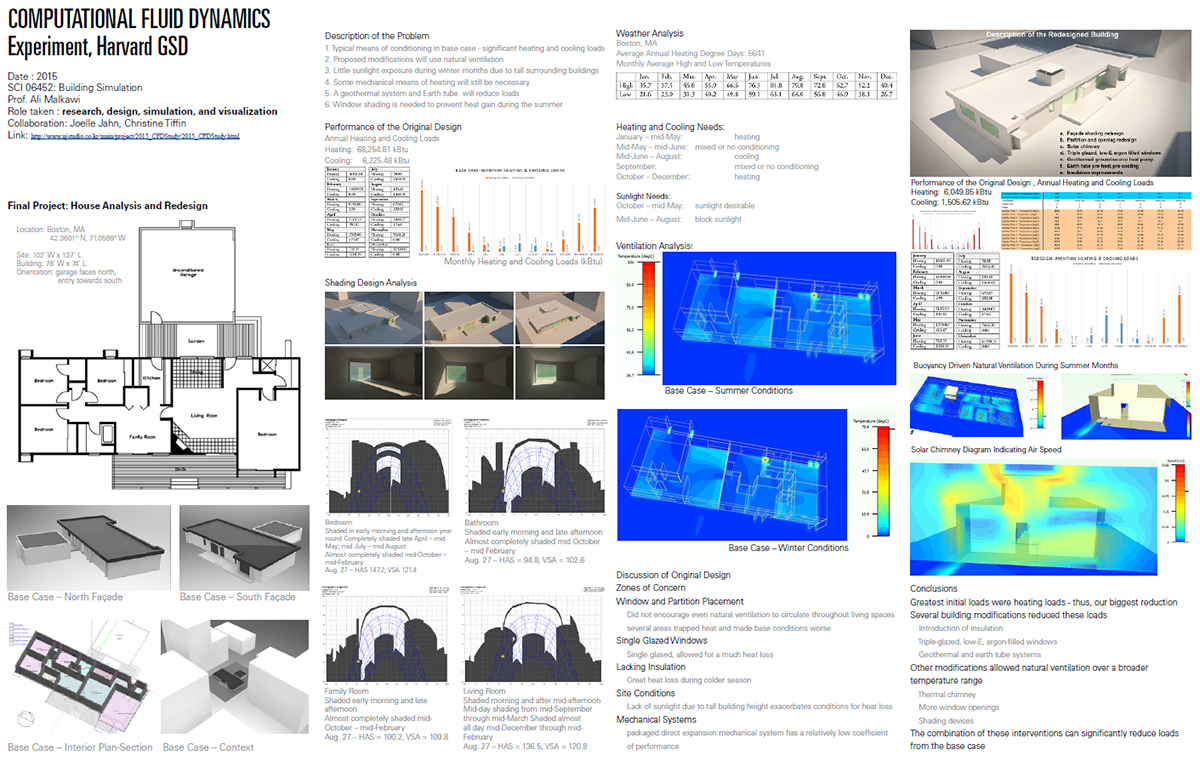 COMPUTATIONAL FLUID DYNAMICS
Experiment, Harvard GSD
Date : 2015
SCI 06452: Building Simulation
Prof. Ali Malkawi
Role taken : research, design, simulation, and visualization
Collaboration: Joelle Jahn, Christine Tiffin
Link: http://www.njstudio.co.kr/main/project/2015_CFDStudy/2015_CFDStudy.html
Final Project: House Analysis and Redesign
Location: Boston, MA
42.3601° N, 71.0589° W
Site: 102' W x 137' L
Building: 78' W x 74' L
Orientation: garage faces north,
entry towards south
Unconditioned
Garage
Garden
Bedroom
Bedroom
Kitchen
Dining
Living Room
Bedroom
Family Room
Bedroom
Deck
Base Case – North Façade
Base Case – South Façade
Base Case – Interior Plan-Section
Base Case – Context
Description of the Problem
1. Typical means of conditioning in base case - significant heating and cooling loads
2. Proposed modifications will use natural ventilation
3. Little sunlight exposure during winter months due to tall surrounding buildings
4. Some mechanical means of heating will still be necessary
5. A geothermal system and Earth tube will reduce loads
6. Window shading is needed to prevent heat gain during the summer
Performance of the Original Design
Annual Heating and Cooling Loads
Heating: 68,254.81 kBtu
Cooling: 6,225.48 kBtu
BASE CASE: MONTHLY HEATING & COOLING LOADS
Monthly Heating and Cooling Loads (kBtu)
Shading Design Analysis
Bedroom
Shaded in early morning and afternoon year
round Completely shaded late April – mid
May; mid July – mid August
Almost completely shaded mid-October –
mid-February
Aug. 27 – HAS 147.2; VSA 121.4
Bathroom
Shaded early morning and late afternoon
Almost completely shaded mid October
– mid February
Aug. 27 – HAS = 94.8, VSA = 102.6
Family Room
Shaded early morning and late
afternoon
Almost completely shaded mid-
October – mid-February
Aug. 27 – HAS = 100.2, VSA = 109.8
Living Room
Shaded morning and after mid-afternoon
Mid-day shading from mid-September
through mid-March Shaded almost
all day mid-December through mid-
February
Aug. 27 – HAS = 136.5, VSA = 120.8
Weather Analysis
Boston, MA
Average Annual Heating Degree Days: 5641
Monthly Average High and Low Temperatures
Jan. Feb. Mar. Apr. May Jun. Jul. Aug. Sept. Oct. Nov. Dec.
High 35.7 37.5 45.8 55.9 66.6 76.3 81.8 79.8 72.8 62.7 52.2 40.4
Low 21.6 23.0 31.3 40.2 49.8 59.1 65.1 64.0 56.8 46.9 38.3 26.7
Heating and Cooling Needs:
January – mid-May: heating
Mid-May – mid-June: mixed or no conditioning
Mid-June – August: cooling
September: mixed or no conditioning
October – December: heating
Sunlight Needs:
October – mid-May: sunlight desirable
Mid-June – August: block sunlight
Ventilation Analysis:
Temperature (degC)
Base Case – Summer Conditions
Temperature (degC)
Base Case – Winter Conditions
Discussion of Original Design
Zones of Concern
Window and Partition Placement
Did not encourage even natural ventilation to circulate throughout living spaces
several areas trapped heat and made base conditions worse
Single Glazed Windows
Single glased, allowed for a much heat loss
Lacking Insulation
Great heat loss during colder season
Site Conditions
Lack of sunlight due to tall building height exacerbates conditions for heat loss
Mechanical Systems
packaged direct expansion mechanical system has a relatively low coefficient
of performance
Description of the Redesigned Building
a. Façade shading redesign
b. Partition and opening redesign
c. Solar chimney
d. Triple glazed, low-E, argon filled windows
e. Geothermal ground-source heat pump
f. Earth tube pre-heat, pre-cooling
g. Insulation improvements
Performance of the Original Design , Annual Heating and Cooling Loads
Heating: 6,049.85 kBtu
Cooling: 1,505.62 kBtu
REDESIGN: MONTHLY HEATING & COOLING LOADS
Buoyancy Driven Natural Ventilation During Summer Months
Solar Chimney Diagram Indicating Air Speed
Conclusions
Greatest initial loads were heating loads - thus, our biggest reduction
Several building modifications reduced these loads
Introduction of insulation
Triple-glazed, low-E, argon-filled windows
Geothermal and earth tube systems
Other modifications allowed natural ventilation over a broader
temperature range
Thermal chimney
More window openings
Shading devices
The combination of these interventions can significantly reduce loads
from the base case